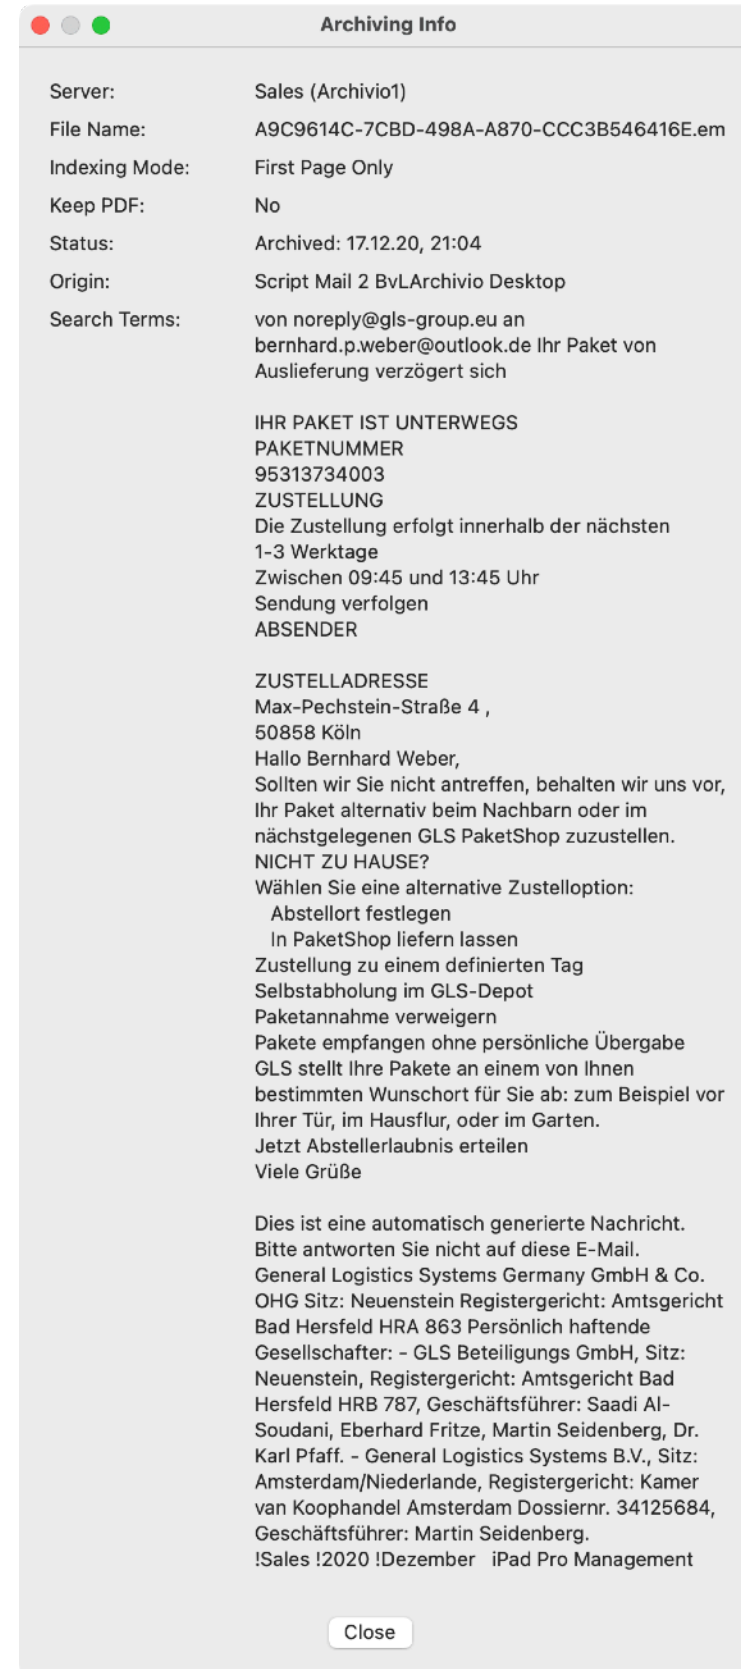 Archiving Info
Server: Sales (Archivio1)
File Name: A9C9614C-7CBD-498A-A870-CCC3B546416E.em
Indexing Mode: First Page Only
Keep PDF: No
Status: Archived: 17.12.20, 21:04
Origin: Script Mail 2 BvLArchivio Desktop
Search Terms: von noreply@gls-group.eu an
bernhard.p.weber@outlook.de Ihr Paket von
Auslieferung verzögert sich
IHR PAKET IST UNTERWEGS
PAKETNUMMER
95313734003
ZUSTELLUNG
Die Zustellung erfolgt innerhalb der nächsten
1-3 Werktage
Zwischen 09:45 und 13:45 Uhr
Sendung verfolgen
ABSENDER
ZUSTELLADRESSE
Max-Pechstein-Straße 4 ,
50858 Köln
Hallo Bernhard Weber,
Sollten wir Sie nicht antreffen, behalten wir uns vor,
Ihr Paket alternativ beim Nachbarn oder im
nächstgelegenen GLS PaketShop zuzustellen.
NICHT ZU HAUSE?
Wählen Sie eine alternative Zustelloption:
Abstellort festlegen
In PaketShop liefern lassen
Zustellung zu einem definierten Tag
Selbstabholung im GLS-Depot
Paketannahme verweigern
Pakete empfangen ohne persönliche Übergabe
GLS stellt Ihre Pakete an einem von Ihnen
bestimmten Wunschort für Sie ab: zum Beispiel vor
Ihrer Tür, im Hausflur, oder im Garten.
Jetzt Abstellerlaubnis erteilen
Viele Grüße
Dies ist eine automatisch generierte Nachricht.
Bitte antworten Sie nicht auf diese E-Mail.
General Logistics Systems Germany GmbH & Co.
OHG Sitz: Neuenstein Registergericht: Amtsgericht
Bad Hersfeld HRA 863 Persönlich haftende
Gesellschafter: - GLS Beteiligungs GmbH, Sitz:
Neuenstein, Registergericht: Amtsgericht Bad
Hersfeld HRB 787, Geschäftsführer: Saadi Al-
Soudani, Eberhard Fritze, Martin Seidenberg, Dr.
Karl Pfaff. - General Logistics Systems B.V., Sitz:
Amsterdam/Niederlande, Registergericht: Kamer
van Koophandel Amsterdam Dossiernr. 34125684,
Geschäftsführer: Martin Seidenberg.
!Sales !2020 !Dezember iPad Pro Management
Close